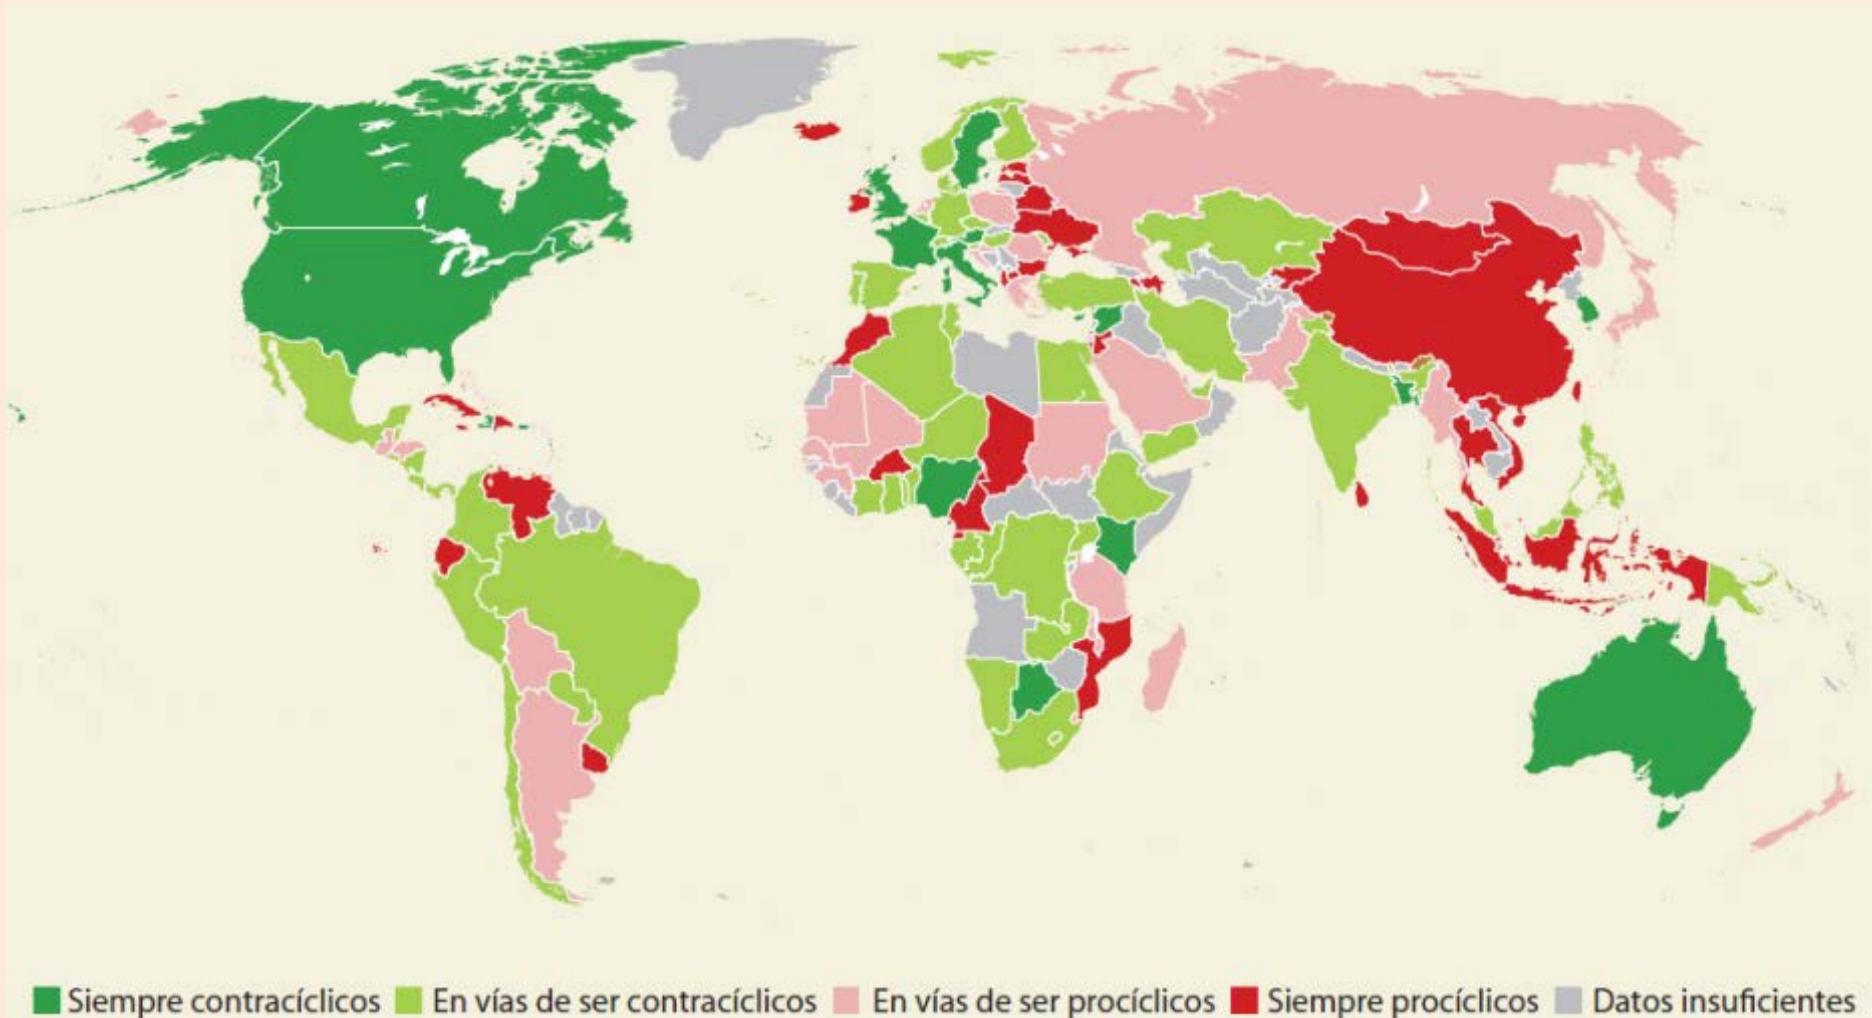 Siempre contracíclicos En vías de ser contracíclicos En vías de ser procíclicos Siempre procíclicos Datos insuficientes